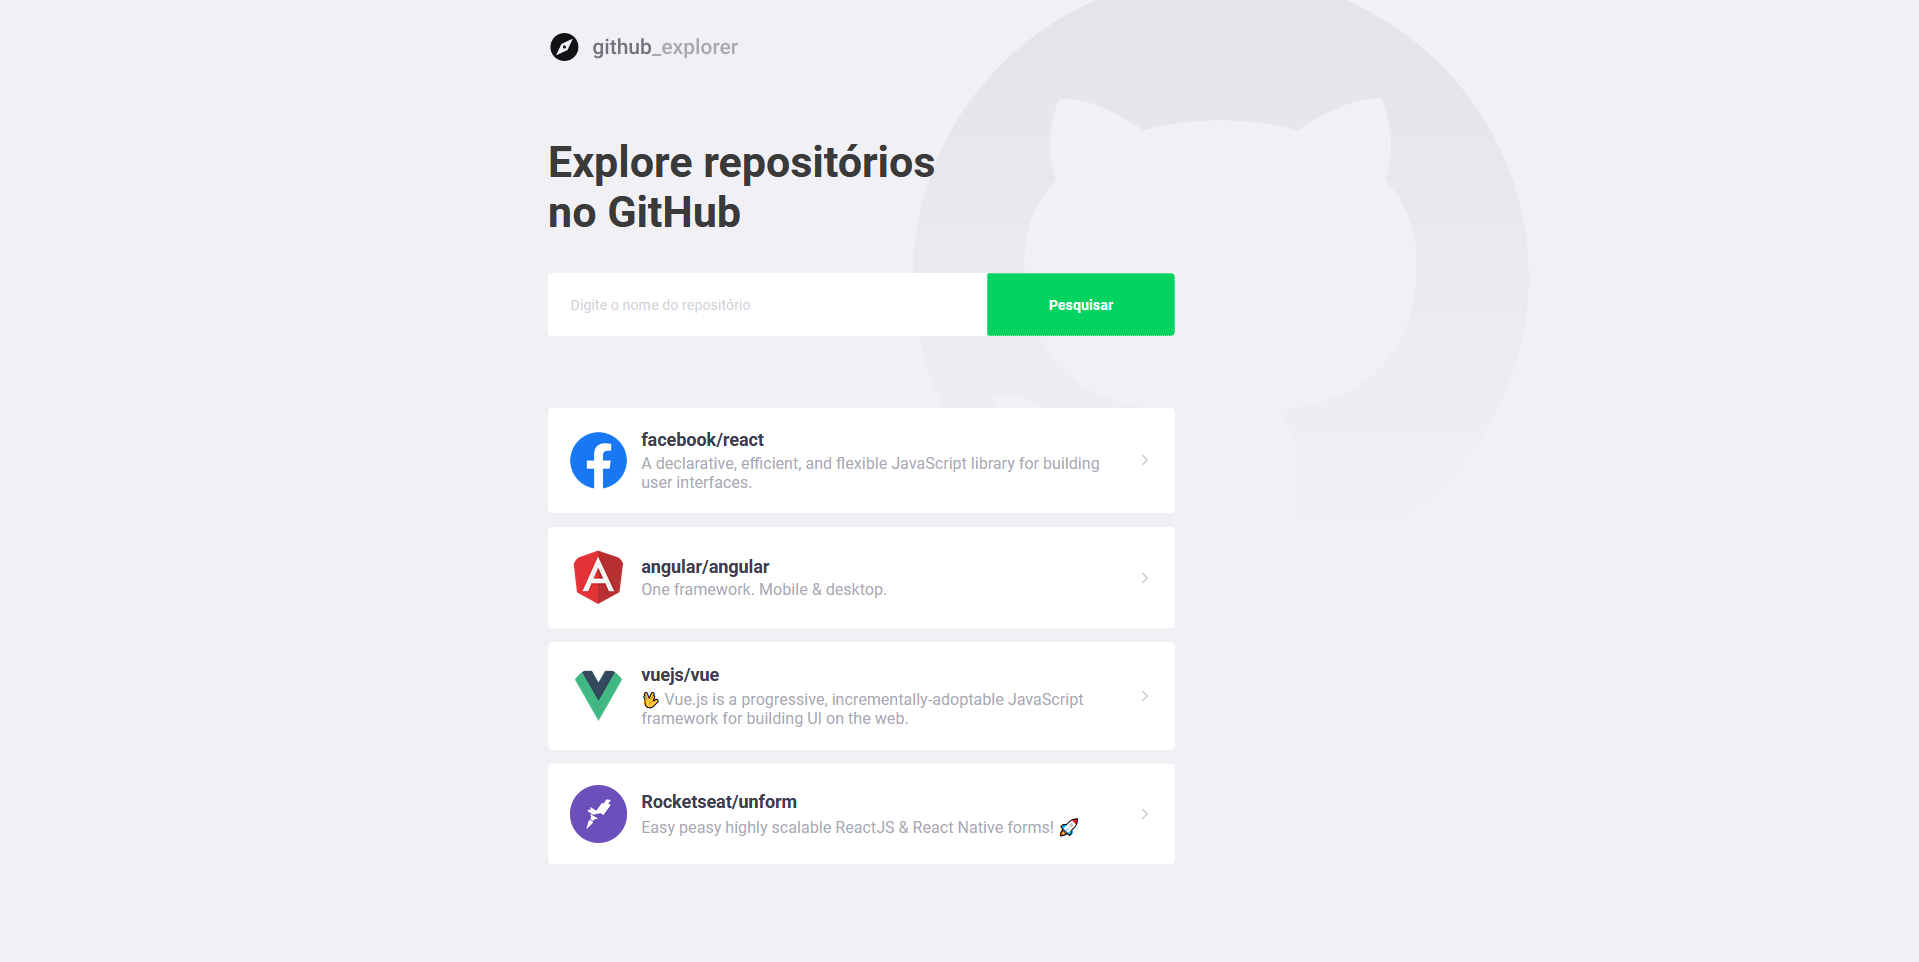 github_explorer
Explore repositórios
no GitHub
Digite o nome do repositório
Pesquisar
facebook/react
A declarative, efficient, and flexible JavaScript library for building
user interfaces.
angular/angular
One framework. Mobile & desktop.
vuejs/vue
🖖 Vue.js is a progressive, incrementally-adoptable JavaScript
framework for building UI on the web.
Rocketseat/unform
Easy peasy highly scalable ReactJS & React Native forms! 🚀